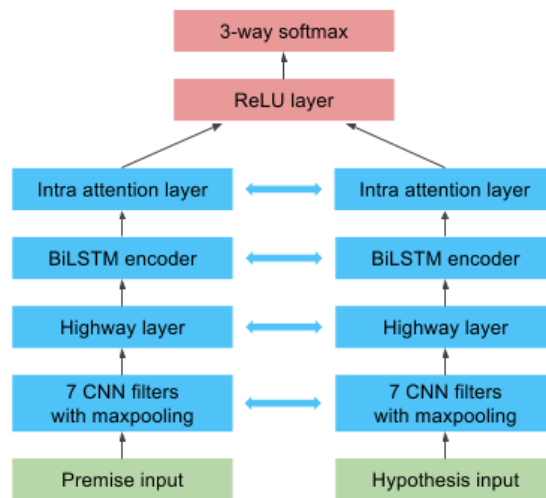 3-way softmax
ReLU layer
Intra attention layer
Intra attention layer
BiLSTM encoder
BiLSTM encoder
Highway layer
Highway layer
7 CNN filters
with maxpooling
7 CNN filters
with maxpooling
Premise input
Hypothesis input